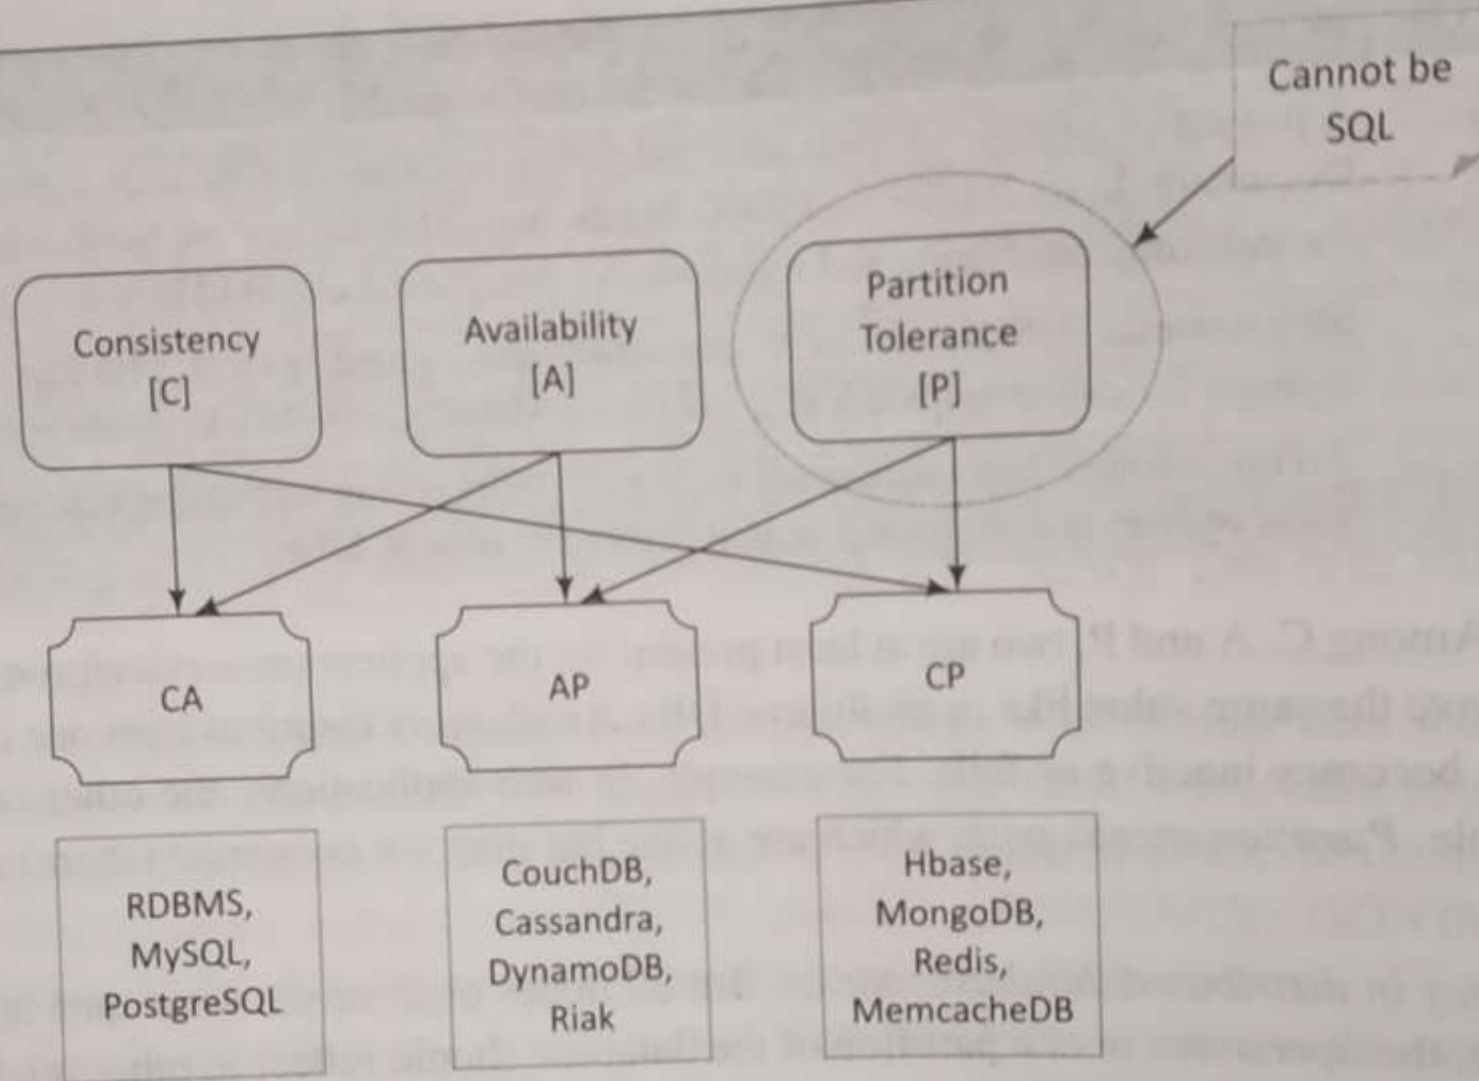 Cannot be
SQL
Consistency
[C]
Availability
[A]
Partition
Tolerance
[P]
CA
AP
CP
RDBMS,
MySQL,
PostgreSQL
CouchDB,
Cassandra,
DynamoDB,
Riak
Hbase,
MongoDB,
Redis,
MemcacheDB